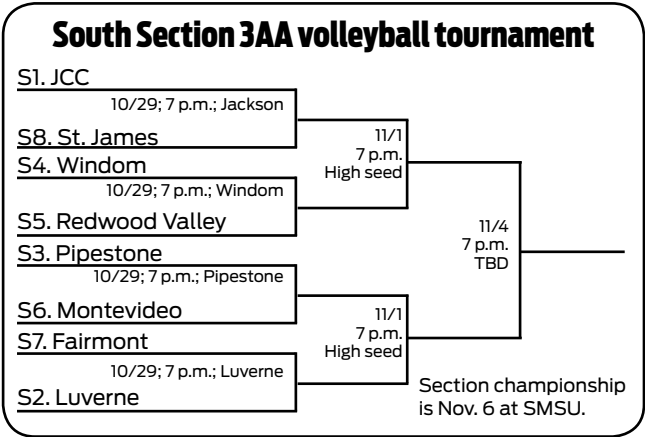 South Section 3AA volleyball tournament
S1. JCC
10/29; 7 p.m.; Jackson
S8. St. James
S4. Windom
10/29; 7 p.m.; Windom
S5. Redwood Valley
11/1
7 p.m.
High seed
S3. Pipestone
10/29; 7 p.m.; Pipestone
S6. Montevideo
S7. Fairmont
10/29; 7 p.m.; Luverne
S2. Luverne
11/1
7 p.m.
High seed
11/4
7 p.m.
TBD
Section championship
is Nov. 6 at SMSU.